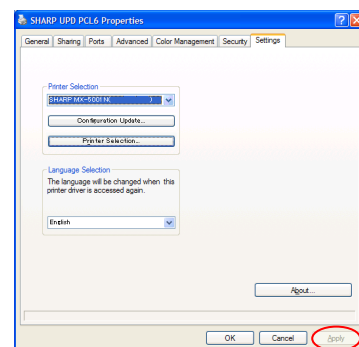 SHARP UPD PCL6 Properties
General Sharing Ports Advanced Color Management Security Settings
Printer Selection
SHARP MX-5001N( )
Configuration Update...
Printer Selection...
Language Selection
The language will be changed when this
printer driver is accessed again.
English
About...
OK Cancel Apply